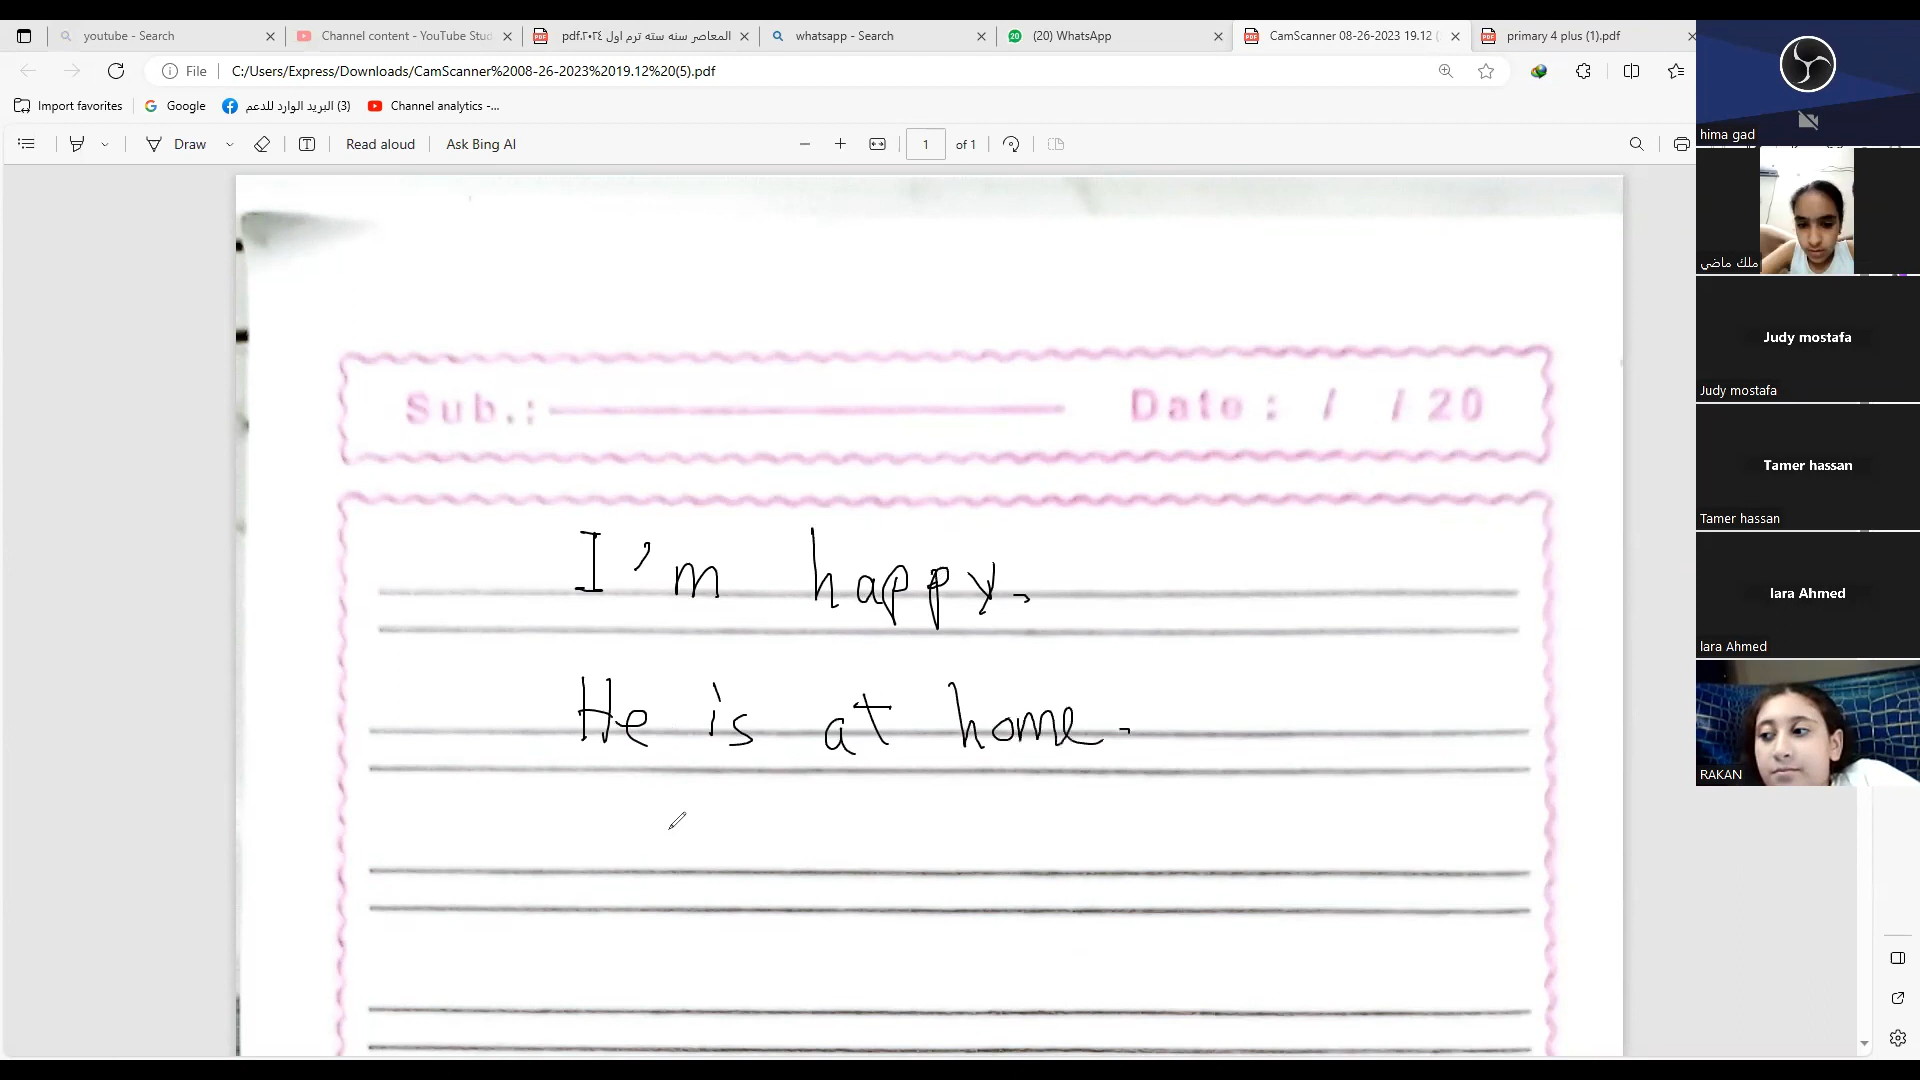 youtube - Search
Channel content - YouTube Stud
المعاصر سنه سته ترم اول ٢٠٢٤.pdf
whatsapp - Search
(20) WhatsApp
CamScanner 08-26-2023 19.12 (
primary 4 plus (1).pdf
File
C:/Users/Express/Downloads/CamScanner%2008-26-2023%2019.12%20(5).pdf
Import favorites
Google
(3) البريد الوارد للدعم
Channel analytics -...
Draw
Read aloud
Ask Bing AI
1
of 1
Sub.:
Date: / /20
I'm happy.
He is at home.
hima gad
ملك ماضي
Judy mostafa
Judy mostafa
Tamer hassan
Tamer hassan
lara Ahmed
lara Ahmed
RAKAN